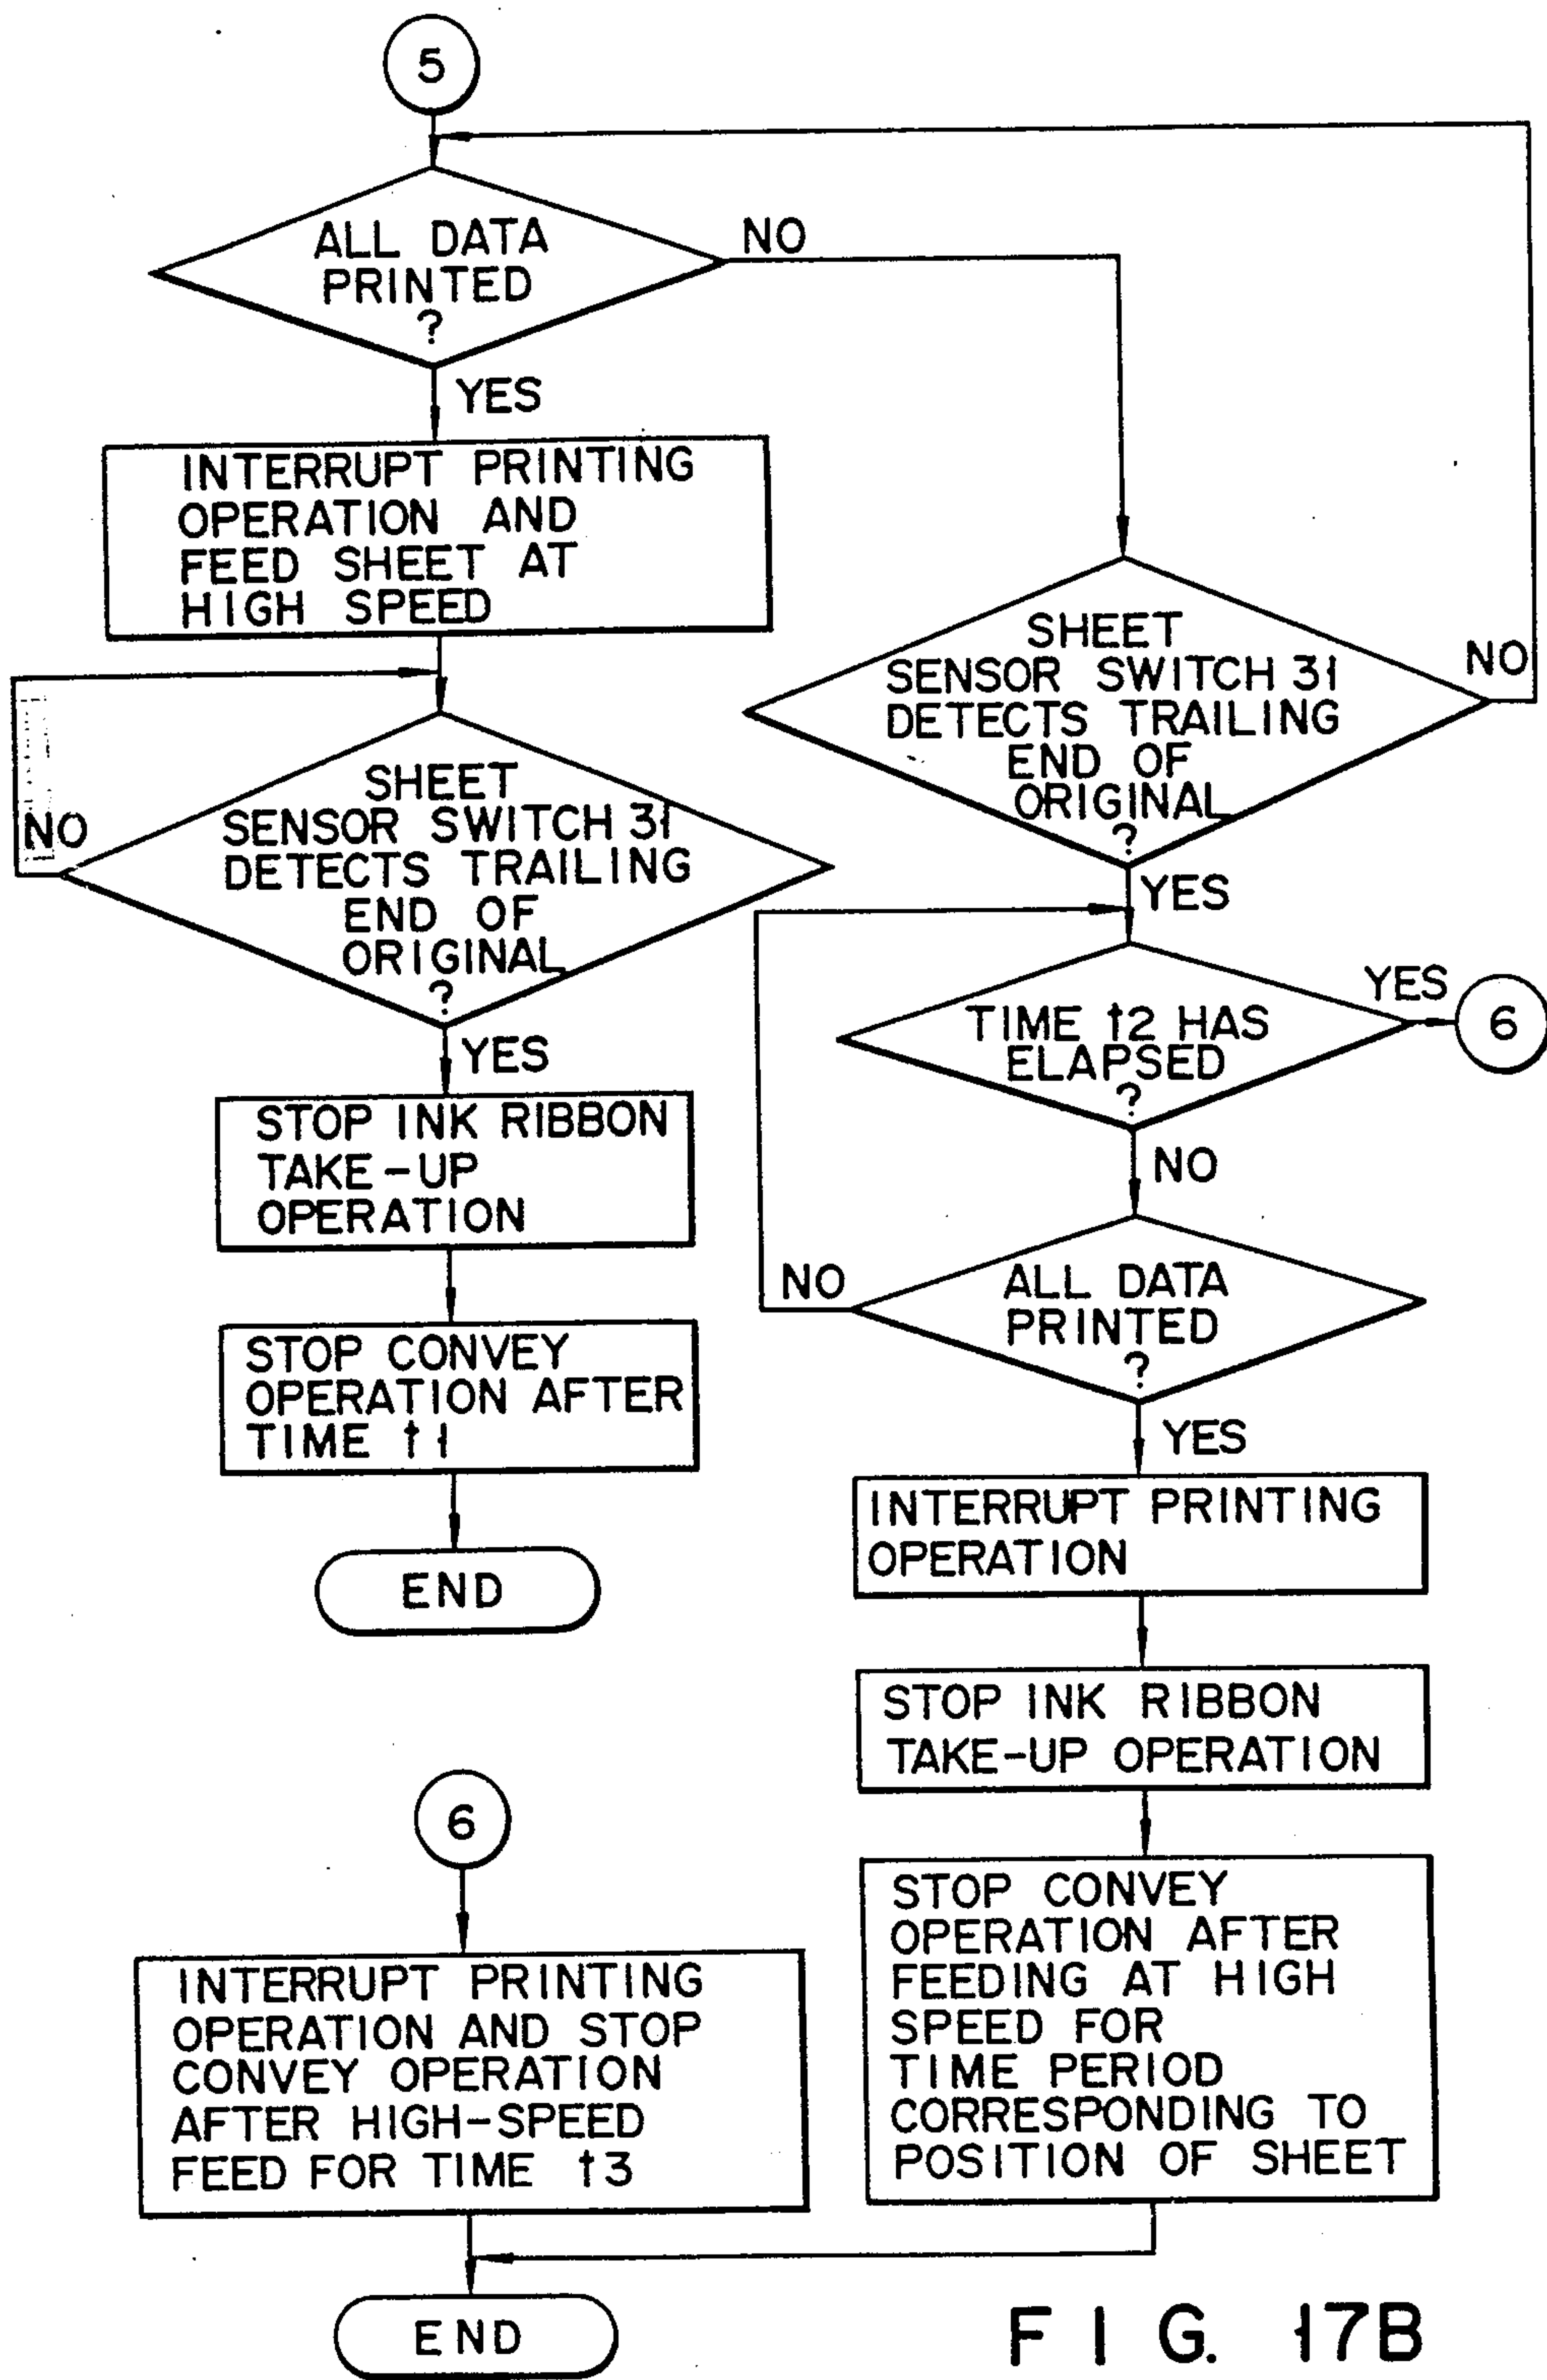 5
ALL DATA
PRINTED
?
NO
YES
INTERRUPT PRINTING
OPERATION AND
FEED SHEET AT
HIGH SPEED
NO
SHEET
SENSOR SWITCH 31
DETECTS TRAILING
END OF
ORIGINAL
?
YES
STOP INK RIBBON
TAKE-UP
OPERATION
STOP CONVEY
OPERATION AFTER
TIME t1
END
SHEET
SENSOR SWITCH 31
DETECTS TRAILING
END OF
ORIGINAL
?
NO
YES
TIME t2 HAS
ELAPSED
?
YES
6
NO
ALL DATA
PRINTED
?
NO
YES
INTERRUPT PRINTING
OPERATION
STOP INK RIBBON
TAKE-UP OPERATION
STOP CONVEY
OPERATION AFTER
FEEDING AT HIGH
SPEED FOR
TIME PERIOD
CORRESPONDING TO
POSITION OF SHEET
6
INTERRUPT PRINTING
OPERATION AND STOP
CONVEY OPERATION
AFTER HIGH-SPEED
FEED FOR TIME t3
END
FIG. 17B